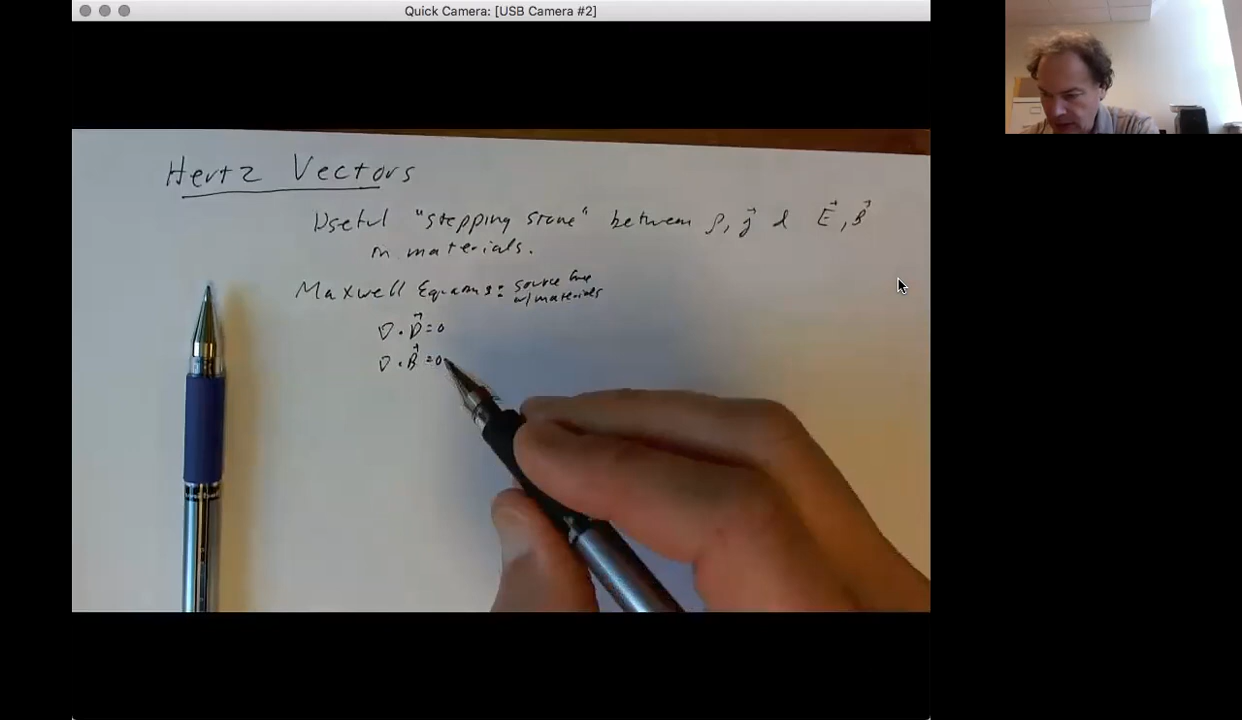 Quick Camera: [USB Camera #2]
Hertz Vectors
Useful "stepping stone" between ρ, j⃗ & E⃗, B⃗
in materials.
Maxwell Equations: source free
w/ materials
∇ · D⃗ = 0
∇ · B⃗ = 0